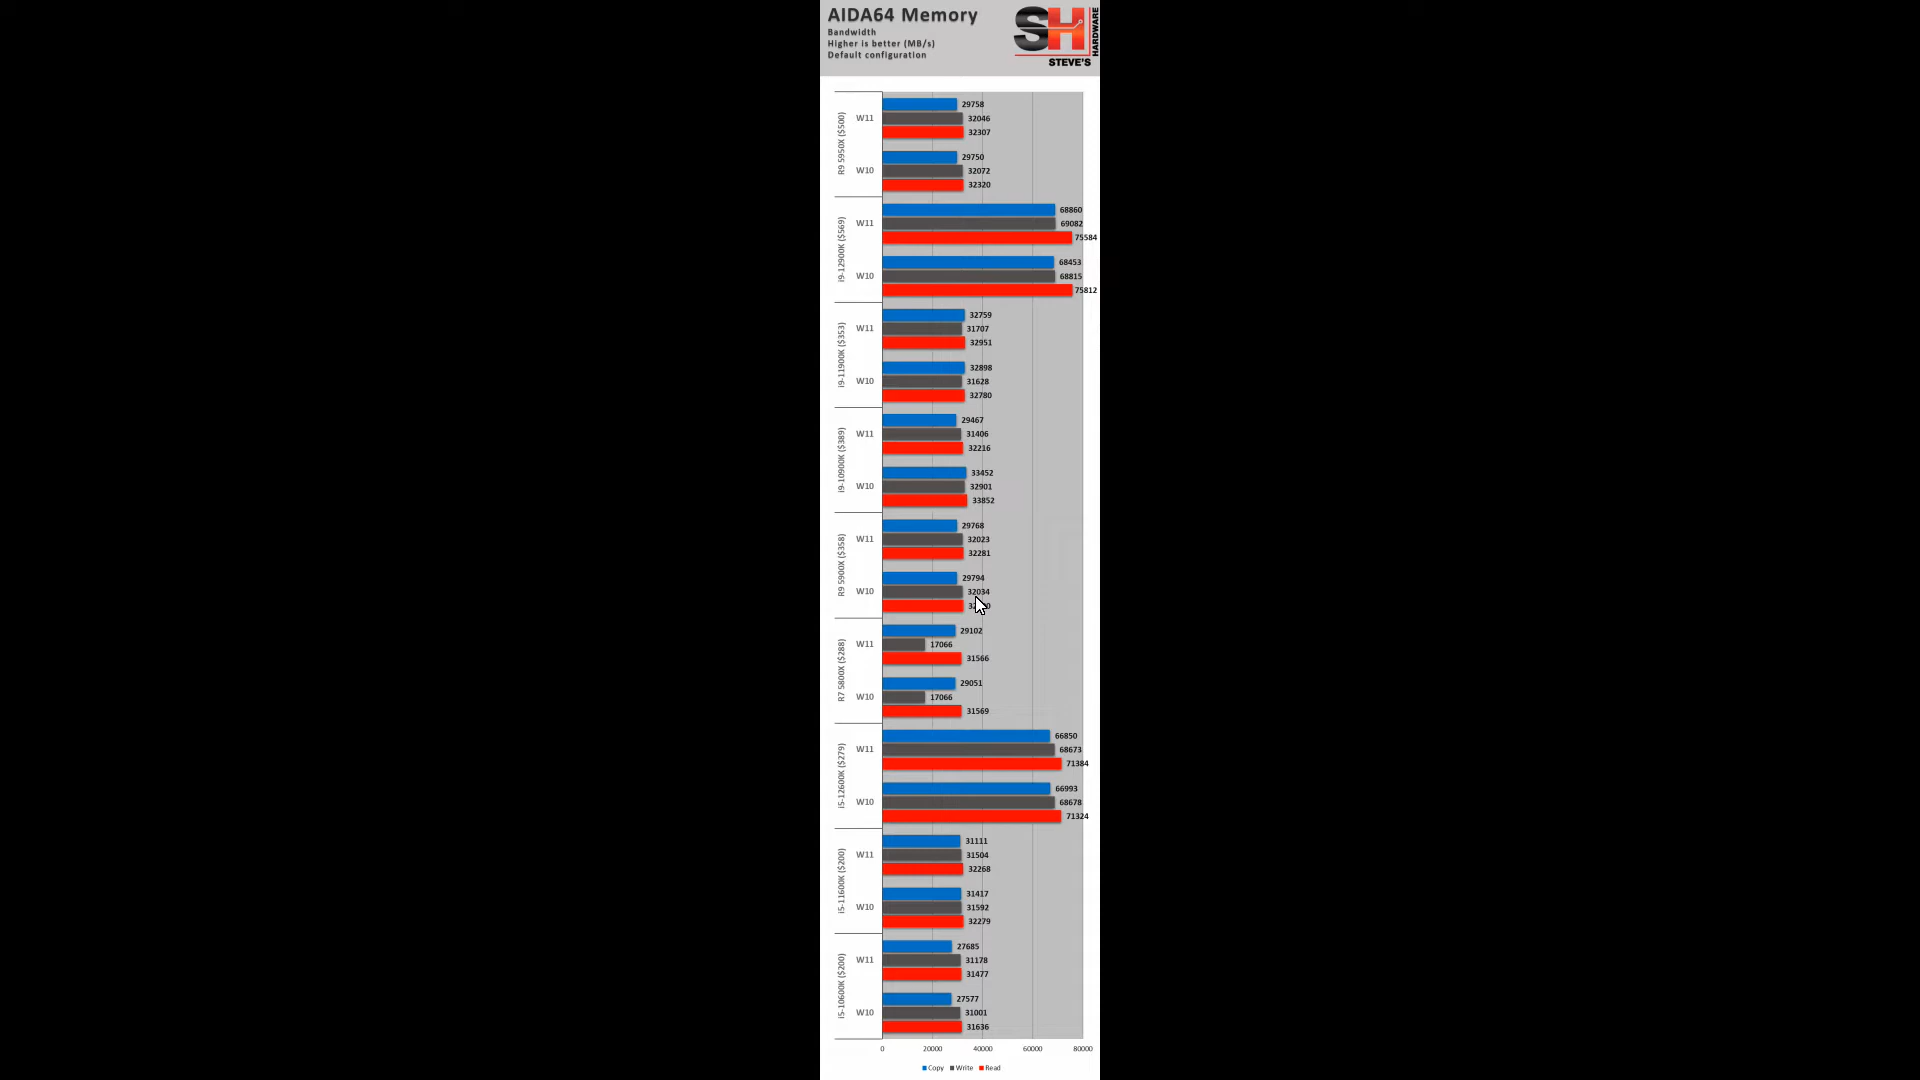 AIDA64 Memory
Bandwidth
Higher is better (MB/s)
Default configuration
SH
HARDWARE
STEVE'S
R9 5950X ($500)
W11
29758
32046
32307
W10
29750
32072
32320
i9-12900K ($569)
W11
68860
69082
75584
W10
68453
68815
75812
i9-11900K ($353)
W11
32759
31707
32951
W10
32898
31628
32780
i9-10900K ($389)
W11
29467
31406
32216
W10
33452
32901
33852
R9 5900X ($358)
W11
29768
32023
32281
W10
29794
32034
R7 5800X ($288)
W11
29102
17066
31566
W10
29051
17066
31569
i5-12600K ($279)
W11
66850
68673
71384
W10
66993
68678
71324
i5-11600K ($200)
W11
31111
31504
32268
W10
31417
31592
32279
i5-10600K ($200)
W11
27685
31178
31477
W10
27577
31001
31636
0 20000 40000 60000 80000
Copy Write Read